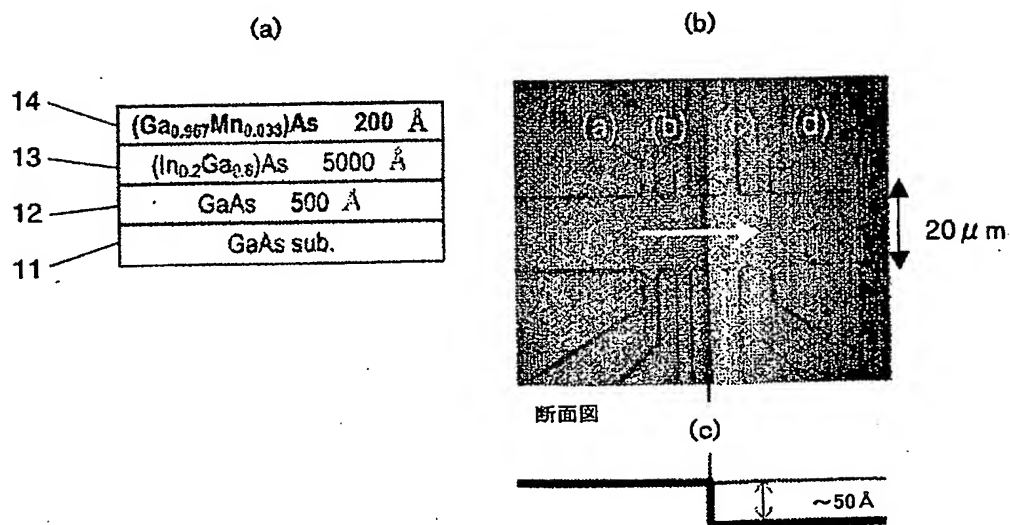 (a)
14
(Ga0.967Mn0.033)As 200 Å
13
(In0.2Ga0.8)As 5000 Å
12
GaAs 500 Å
11
GaAs sub.
(b)
(a) (b) (c) (d)
20 μm
断面図
(c)
~50Å